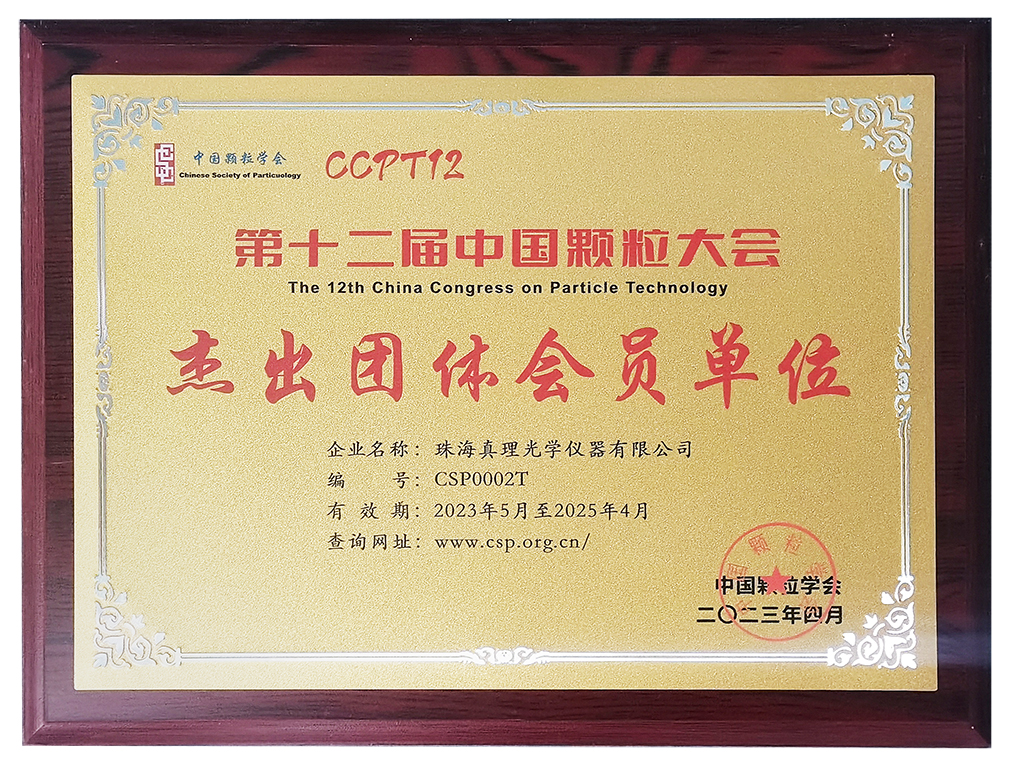 中国颗粒学会
Chinese Society of Particuology
CCPT12
第十二届中国颗粒大会
The 12th China Congress on Particle Technology
杰出团体会员单位
企业名称：珠海真理光学仪器有限公司
编 号：CSP0002T
有 效 期：2023年5月至2025年4月
查询网址：www.csp.org.cn/
中国颗粒学会
二〇二三年四月